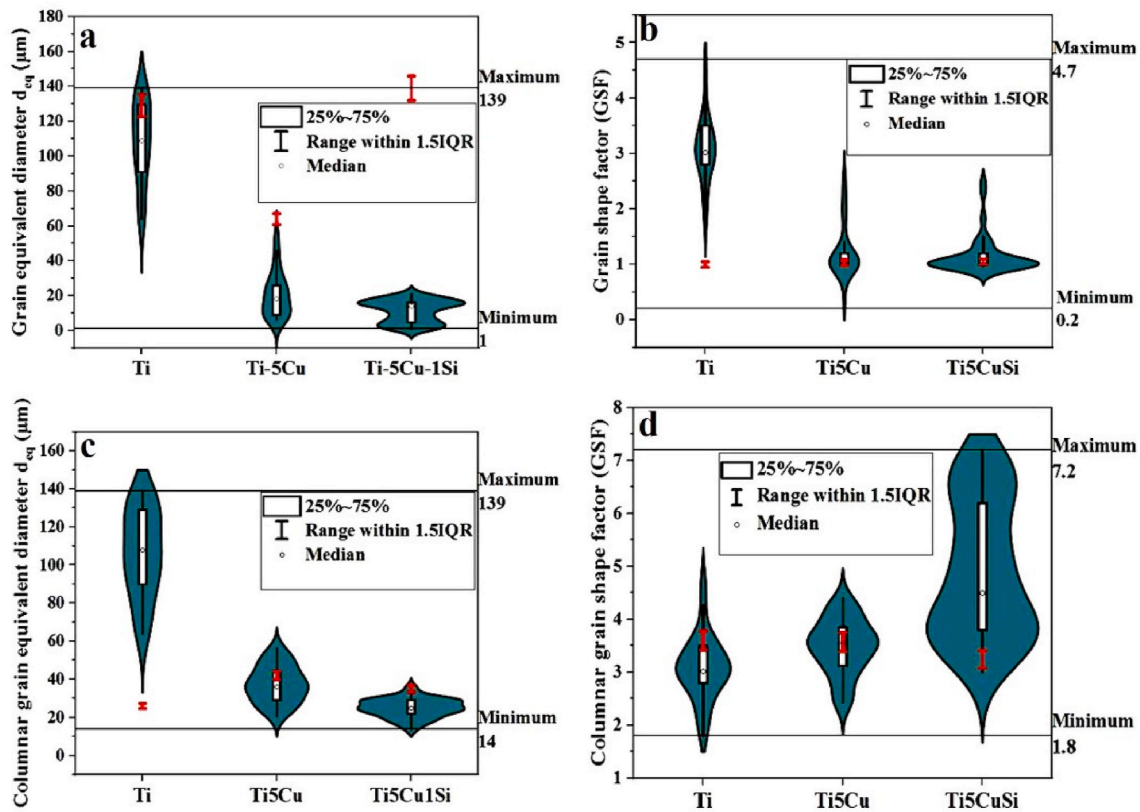 a
Grain equivalent diameter d_eq (μm)
180
160
140
120
100
80
60
40
20
0
Maximum
139
25%~75%
Range within 1.5IQR
Median
Minimum
1
Ti
Ti-5Cu
Ti-5Cu-1Si
b
Grain shape factor (GSF)
5
4
3
2
1
0
Maximum
4.7
25%~75%
Range within 1.5IQR
Median
Minimum
0.2
Ti
Ti5Cu
Ti5CuSi
c
Columnar grain equivalent diameter d_eq (μm)
160
140
120
100
80
60
40
20
0
Maximum
139
25%~75%
Range within 1.5IQR
Median
Minimum
14
Ti
Ti5Cu
Ti5Cu1Si
d
Columnar grain shape factor (GSF)
8
7
6
5
4
3
2
1
Maximum
7.2
25%~75%
Range within 1.5IQR
Median
Minimum
1.8
Ti
Ti5Cu
Ti5CuSi